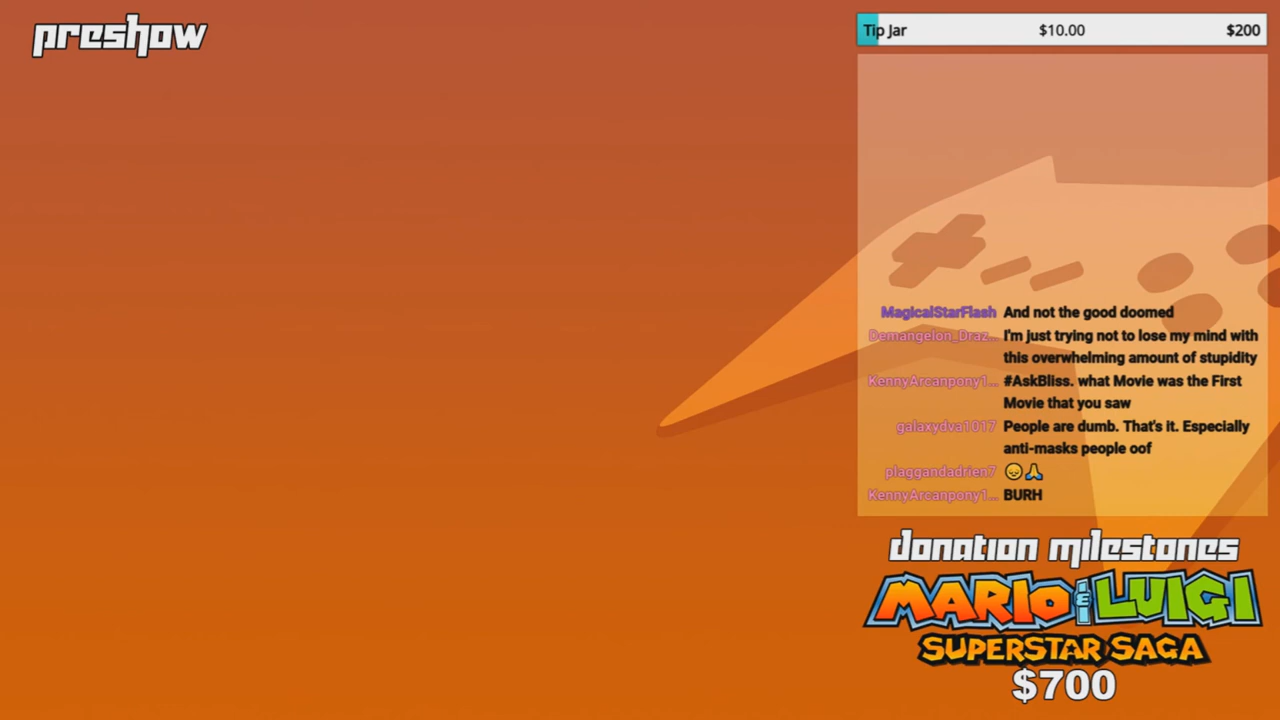 preshow
Tip Jar $10.00 $200
MagicalStarFlash And not the good doomed
Demangelon_Draz... I'm just trying not to lose my mind with
this overwhelming amount of stupidity
KennyArcanpony1... #AskBliss. what Movie was the First
Movie that you saw
galaxydva1017 People are dumb. That's it. Especially
anti-masks people oof
plaggandadrien7 😞🙏
KennyArcanpony1... BURH
donation milestones
MARIO & LUIGI
SUPERSTAR SAGA
$700